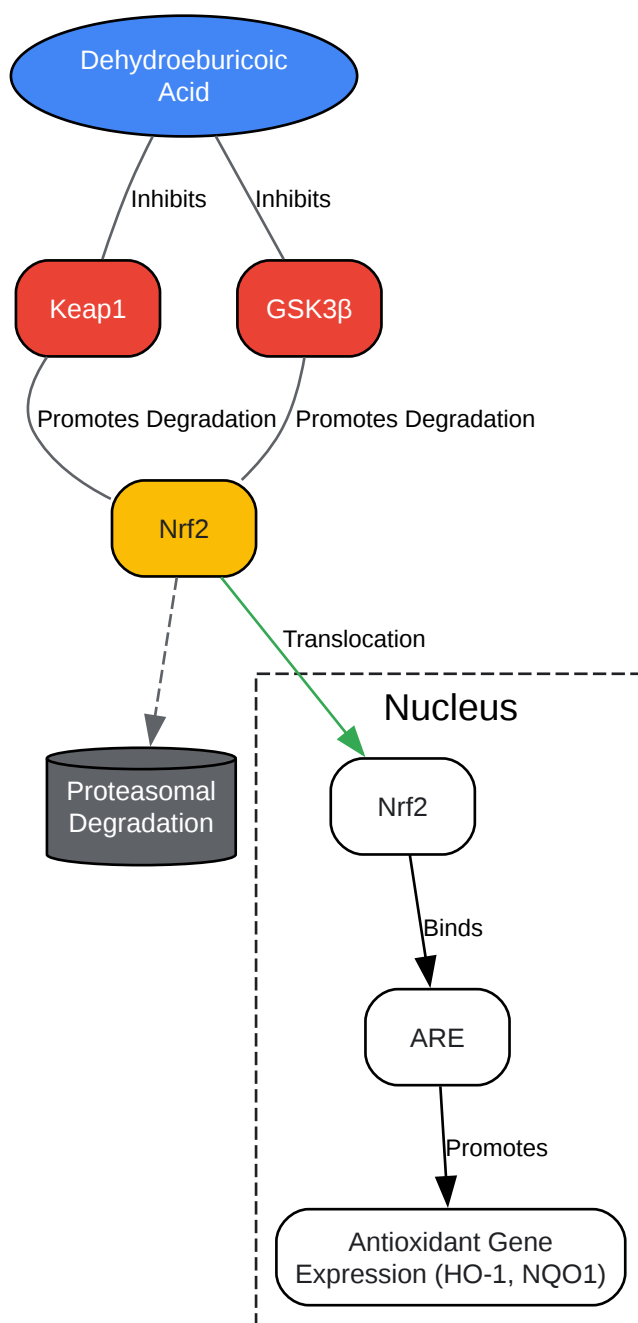 Dehydroeburicoic
Acid
Inhibits
Inhibits
Keap1
GSK3β
Promotes Degradation
Promotes Degradation
Nrf2
Translocation
Nucleus
Proteasomal
Degradation
Nrf2
Binds
ARE
Promotes
Antioxidant Gene
Expression (HO-1, NQO1)